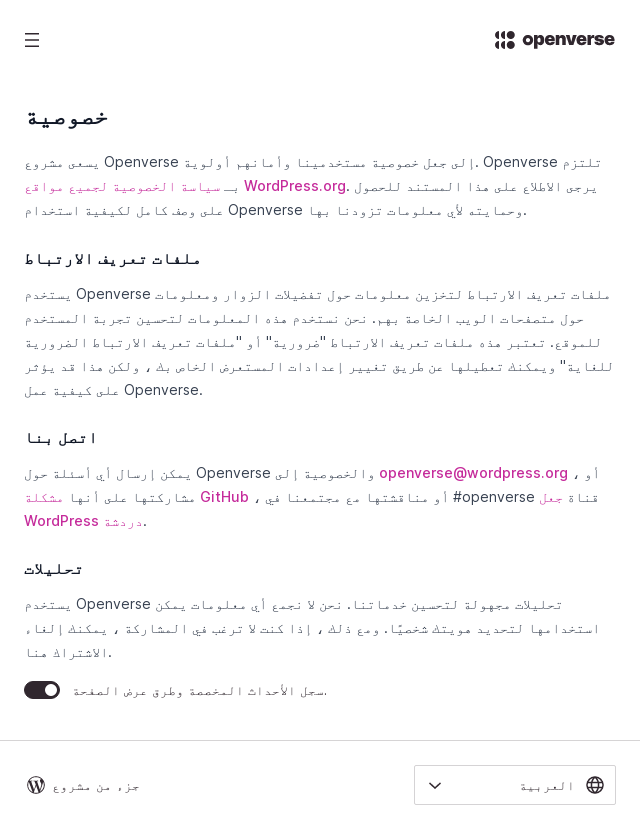 openverse
خصوصية
يسعى مشروع Openverse إلى جعل خصوصية مستخدمينا وأمانهم أولوية. Openverse تلتزم
بـ سياسة الخصوصية لجميع مواقع WordPress.org. يرجى الاطلاع على هذا المستند للحصول
على وصف كامل لكيفية استخدام Openverse وحمايته لأي معلومات تزودنا بها.
ملفات تعريف الارتباط
يستخدم Openverse ملفات تعريف الارتباط لتخزين معلومات حول تفضيلات الزوار ومعلومات
حول متصفحات الويب الخاصة بهم. نحن نستخدم هذه المعلومات لتحسين تجربة المستخدم
للموقع. تعتبر هذه ملفات تعريف الارتباط "ضرورية" أو "ملفات تعريف الارتباط الضرورية
للغاية" ويمكنك تعطيلها عن طريق تغيير إعدادات المستعرض الخاص بك ، ولكن هذا قد يؤثر
على كيفية عمل Openverse.
اتصل بنا
يمكن إرسال أي أسئلة حول Openverse والخصوصية إلى openverse@wordpress.org ، أو
مشاركتها على أنها مشكلة GitHub ، أو مناقشتها مع مجتمعنا في #openverse قناة جعل
WordPress دردشة.
تحليلات
يستخدم Openverse تحليلات مجهولة لتحسين خدماتنا. نحن لا نجمع أي معلومات يمكن
استخدامها لتحديد هويتك شخصيًا. ومع ذلك ، إذا كنت لا ترغب في المشاركة ، يمكنك إلغاء
الاشتراك هنا.
سجل الأحداث المخصصة وطرق عرض الصفحة.
العربية
جزء من مشروع